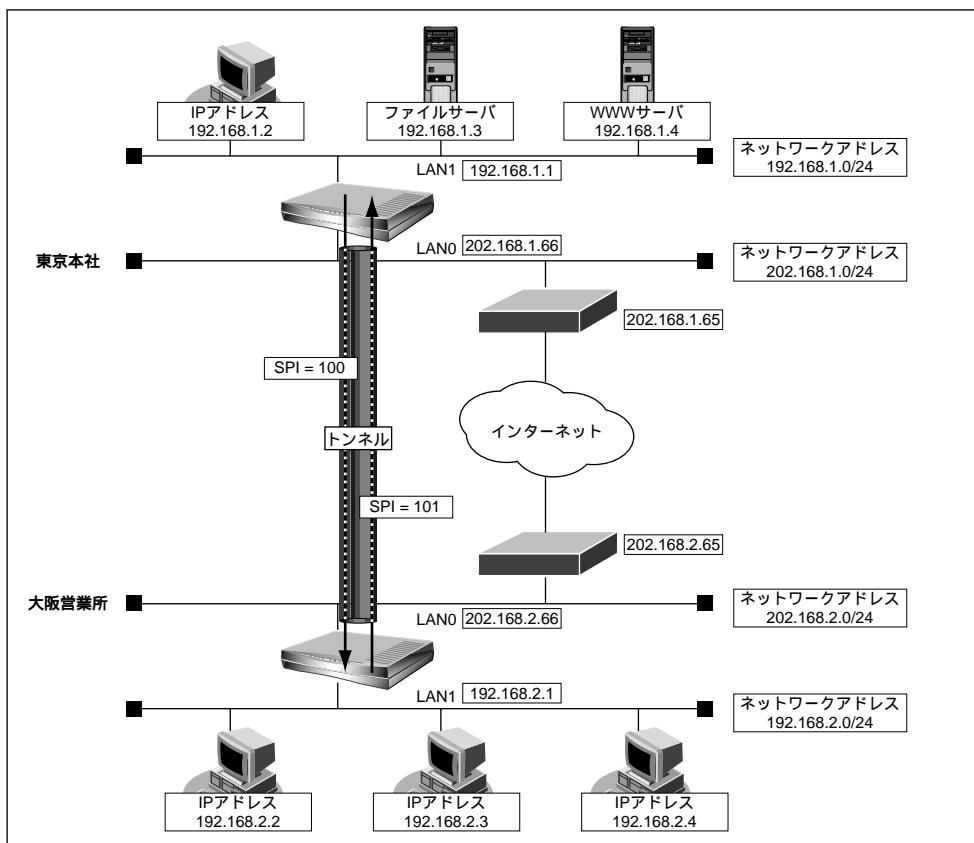 IPアドレス
192.168.1.2
ファイルサーバ
192.168.1.3
WWWサーバ
192.168.1.4
LAN1 192.168.1.1
ネットワークアドレス
192.168.1.0/24
東京本社
LAN0 202.168.1.66
ネットワークアドレス
202.168.1.0/24
202.168.1.65
SPI = 100
トンネル
インターネット
SPI = 101
202.168.2.65
大阪営業所
LAN0 202.168.2.66
ネットワークアドレス
202.168.2.0/24
LAN1 192.168.2.1
ネットワークアドレス
192.168.2.0/24
IPアドレス
192.168.2.2
IPアドレス
192.168.2.3
IPアドレス
192.168.2.4